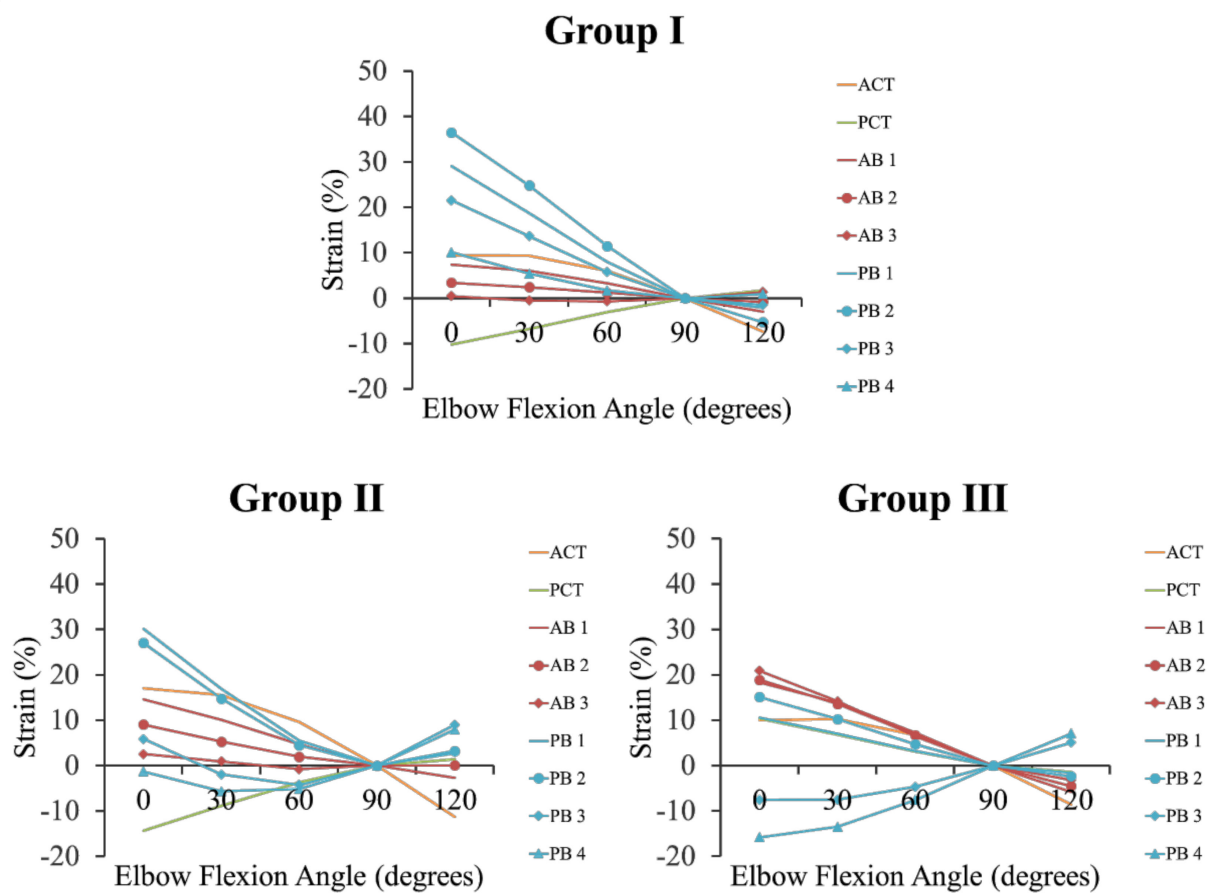 Group I
50
40
30
20
10
0
-10
-20
Strain (%)
0 30 60 90 120
Elbow Flexion Angle (degrees)
ACT
PCT
AB 1
AB 2
AB 3
PB 1
PB 2
PB 3
PB 4
Group II
50
40
30
20
10
0
-10
-20
Strain (%)
0 30 60 90 120
Elbow Flexion Angle (degrees)
ACT
PCT
AB 1
AB 2
AB 3
PB 1
PB 2
PB 3
PB 4
Group III
50
40
30
20
10
0
-10
-20
Strain (%)
0 30 60 90 120
Elbow Flexion Angle (degrees)
ACT
PCT
AB 1
AB 2
AB 3
PB 1
PB 2
PB 3
PB 4